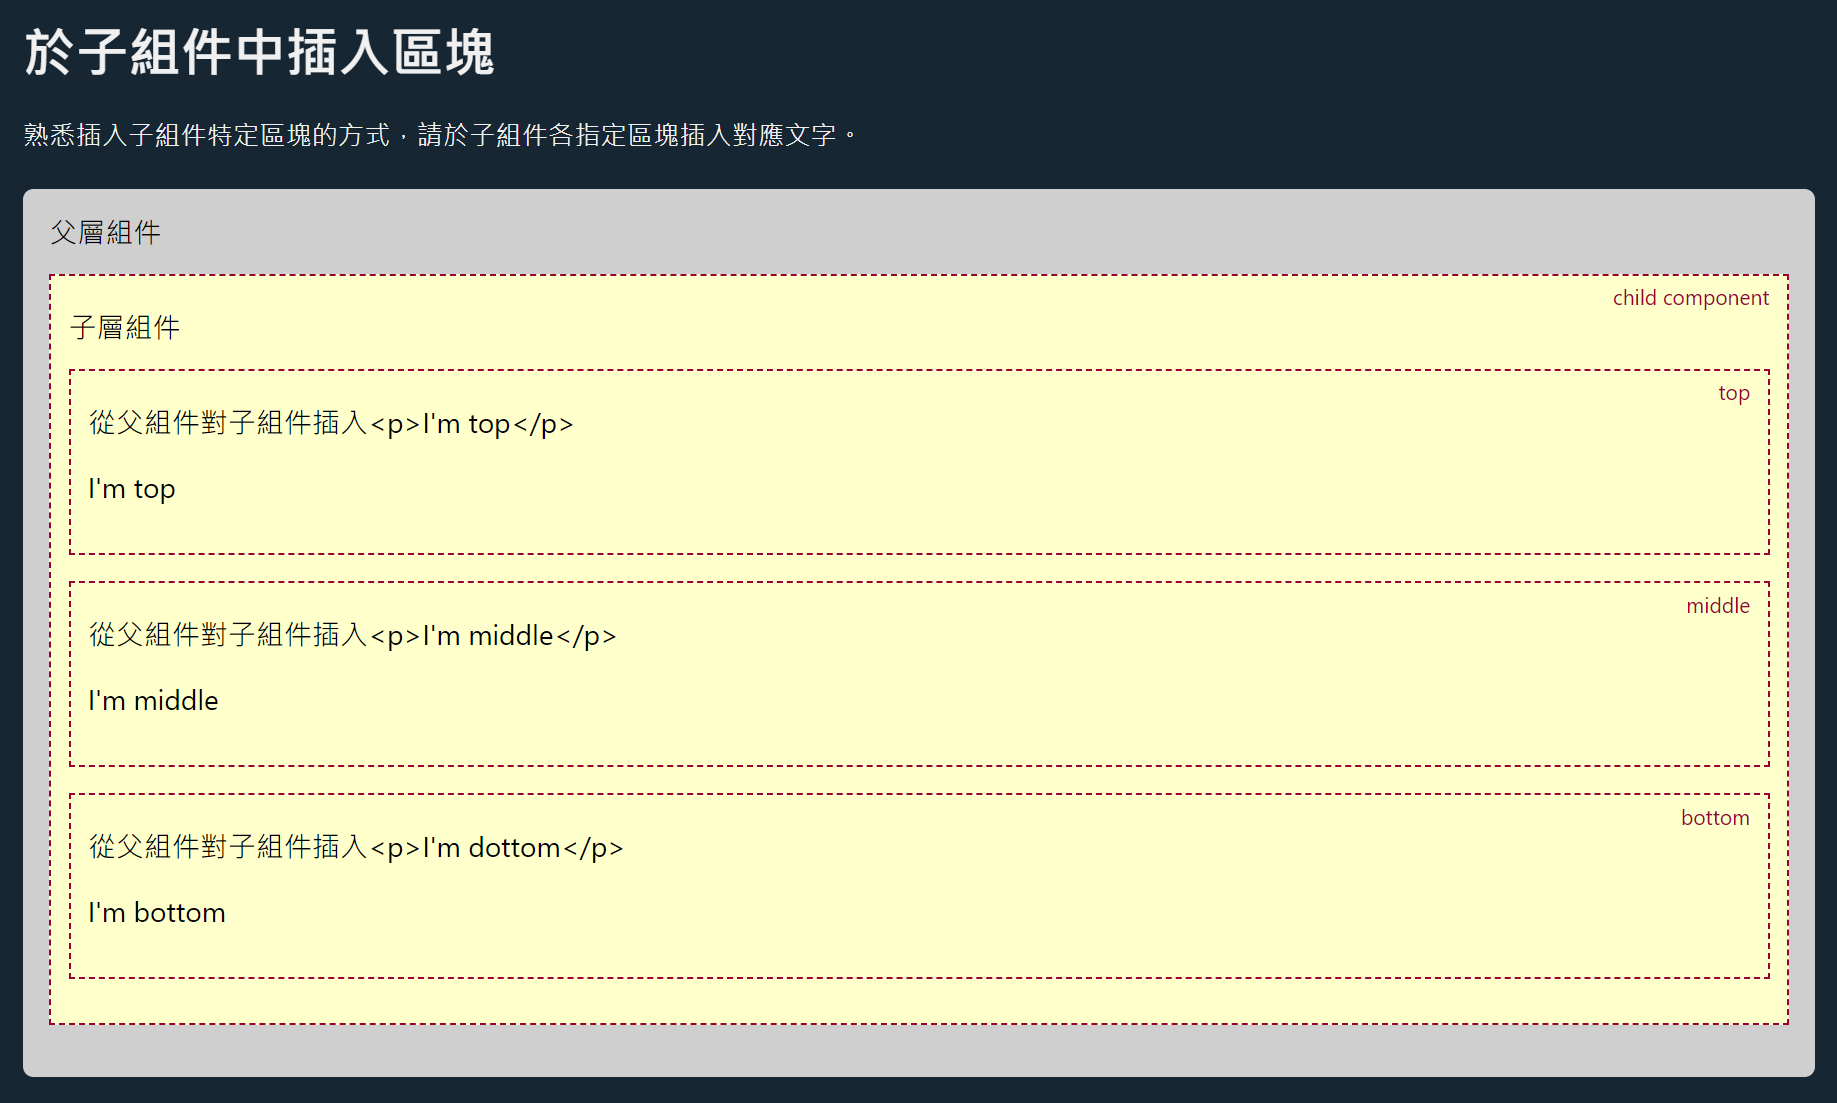 於子組件中插入區塊
熟悉插入子組件特定區塊的方式，請於子組件各指定區塊插入對應文字。
父層組件
child component
子層組件
top
從父組件對子組件插入<p>I'm top</p>
I'm top
middle
從父組件對子組件插入<p>I'm middle</p>
I'm middle
bottom
從父組件對子組件插入<p>I'm dottom</p>
I'm bottom